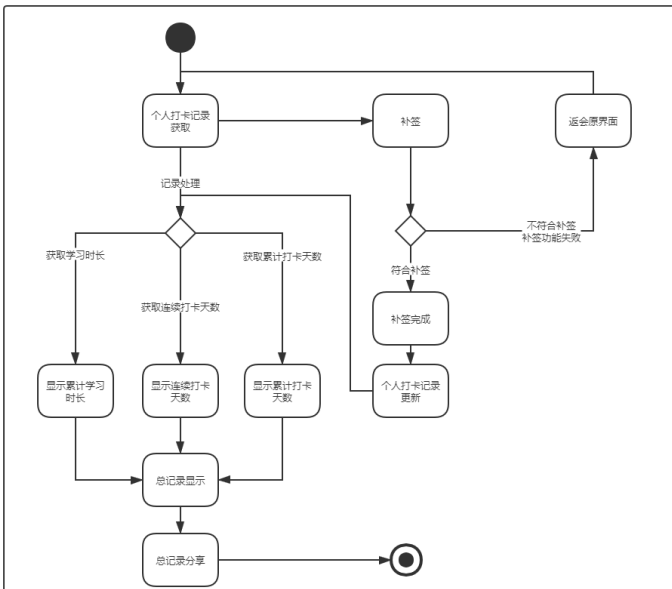 个人打卡记录
获取
补签
返会原界面
记录处理
不符合补签
补签功能失败
获取学习时长
获取累计打卡天数
符合补签
获取连续打卡天数
补签完成
显示累计学习
时长
显示连续打卡
天数
显示累计打卡
天数
个人打卡记录
更新
总记录显示
总记录分享